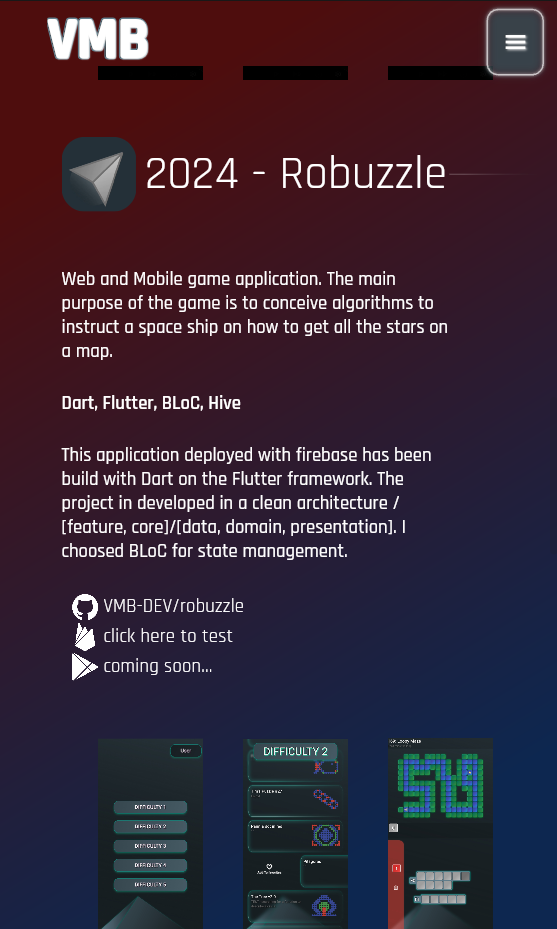 VMB
2024 - Robuzzle
Web and Mobile game application. The main
purpose of the game is to conceive algorithms to
instruct a space ship on how to get all the stars on
a map.
Dart, Flutter, BLoC, Hive
This application deployed with firebase has been
build with Dart on the Flutter framework. The
project in developed in a clean architecture /
[feature, core]/[data, domain, presentation]. I
choosed BLoC for state management.
VMB-DEV/robuzzle
click here to test
coming soon...
User
DIFFICULTY 1
DIFFICULTY 2
DIFFICULTY 3
DIFFICULTY 4
DIFFICULTY 5
DIFFICULTY 2